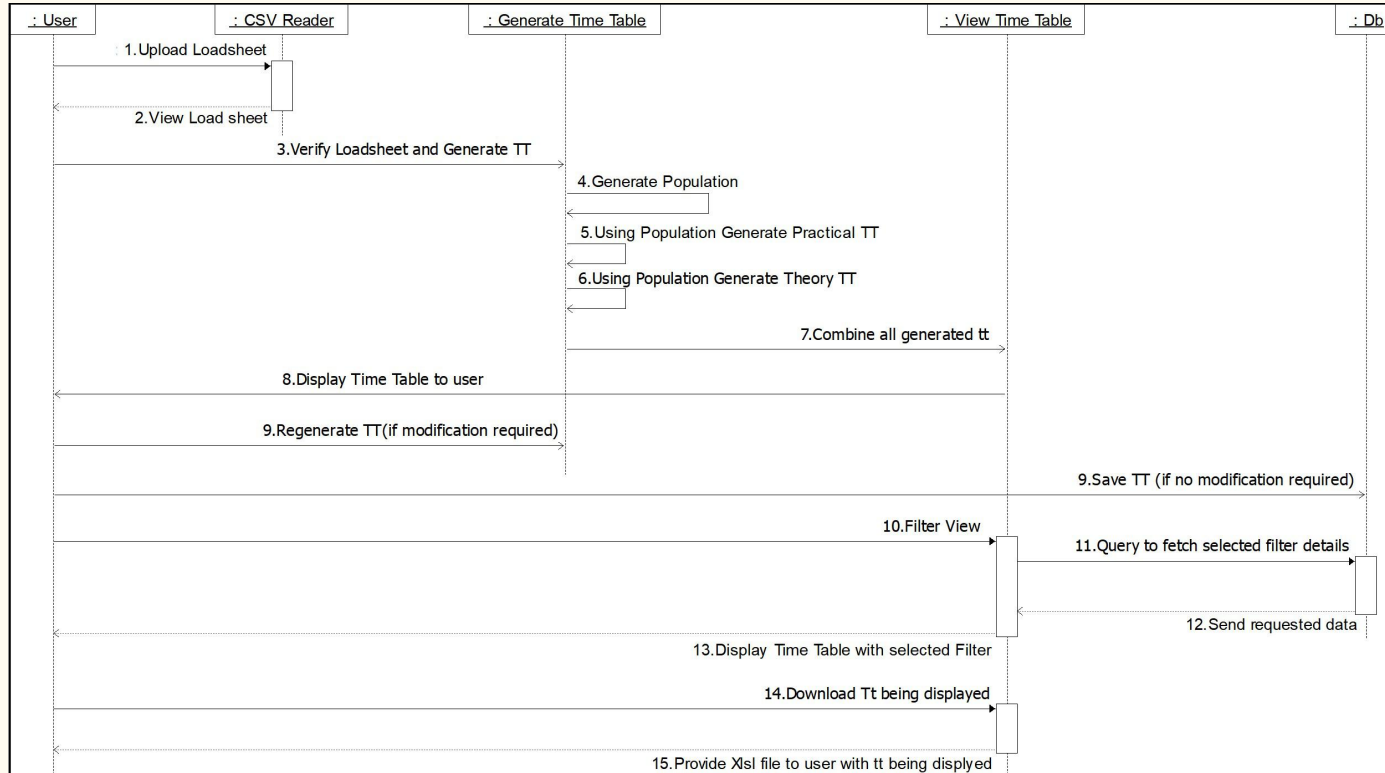 : User
: CSV Reader
: Generate Time Table
: View Time Table
: Db
1.Upload Loadsheet
2.View Load sheet
3.Verify Loadsheet and Generate TT
4.Generate Population
5.Using Population Generate Practical TT
6.Using Population Generate Theory TT
7.Combine all generated tt
8.Display Time Table to user
9.Regenerate TT(if modification required)
9.Save TT (if no modification required)
10.Filter View
11.Query to fetch selected filter details
12.Send requested data
13.Display Time Table with selected Filter
14.Download Tt being displayed
15.Provide Xlsl file to user with tt being displyed